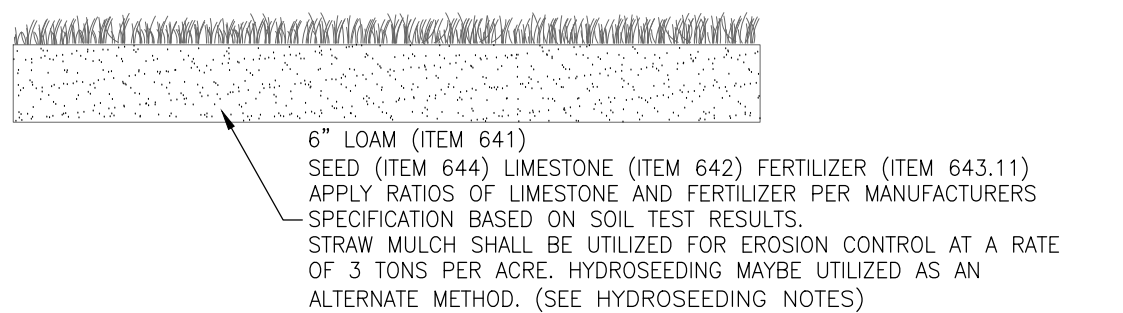 6” LOAM (ITEM 641)
SEED (ITEM 644) LIMESTONE (ITEM 642) FERTILIZER (ITEM 643.11)
APPLY RATIOS OF LIMESTONE AND FERTILIZER PER MANUFACTURERS
SPECIFICATION BASED ON SOIL TEST RESULTS.
STRAW MULCH SHALL BE UTILIZED FOR EROSION CONTROL AT A RATE
OF 3 TONS PER ACRE. HYDROSEEDING MAYBE UTILIZED AS AN
ALTERNATE METHOD. (SEE HYDROSEEDING NOTES)